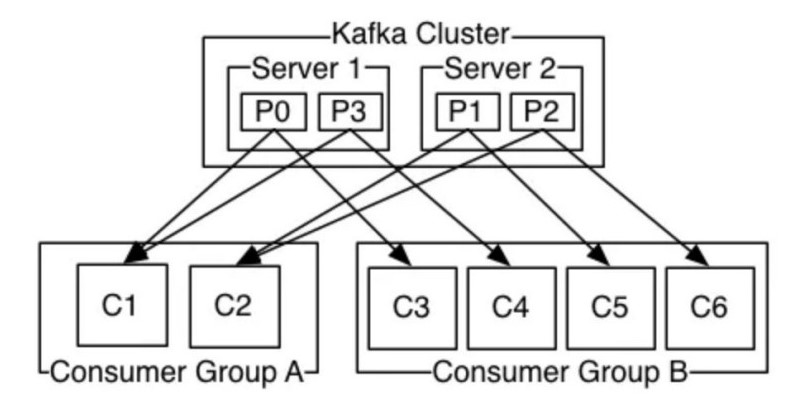 Kafka Cluster
Server 1
Server 2
P0
P3
P1
P2
C1
C2
C3
C4
C5
C6
Consumer Group A
Consumer Group B